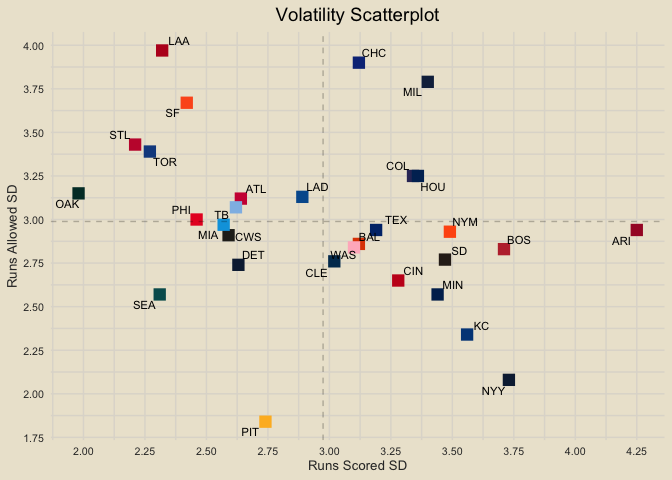 Volatility Scatterplot
LAA
CHC
4.00
3.75
MIL
SF
3.50
STL
TOR
3.25
COL
HOU
ATL
LAD
OAK
PHI
TB
3.00
TEX
NYM
MIA
CWS
BAL
BOS
ARI
WAS
SD
2.75
DET
CLE
CIN
MIN
SEA
2.50
KC
2.25
NYY
2.00
PIT
1.75
2.00 2.25 2.50 2.75 3.00 3.25 3.50 3.75 4.00 4.25
Runs Scored SD
Runs Allowed SD